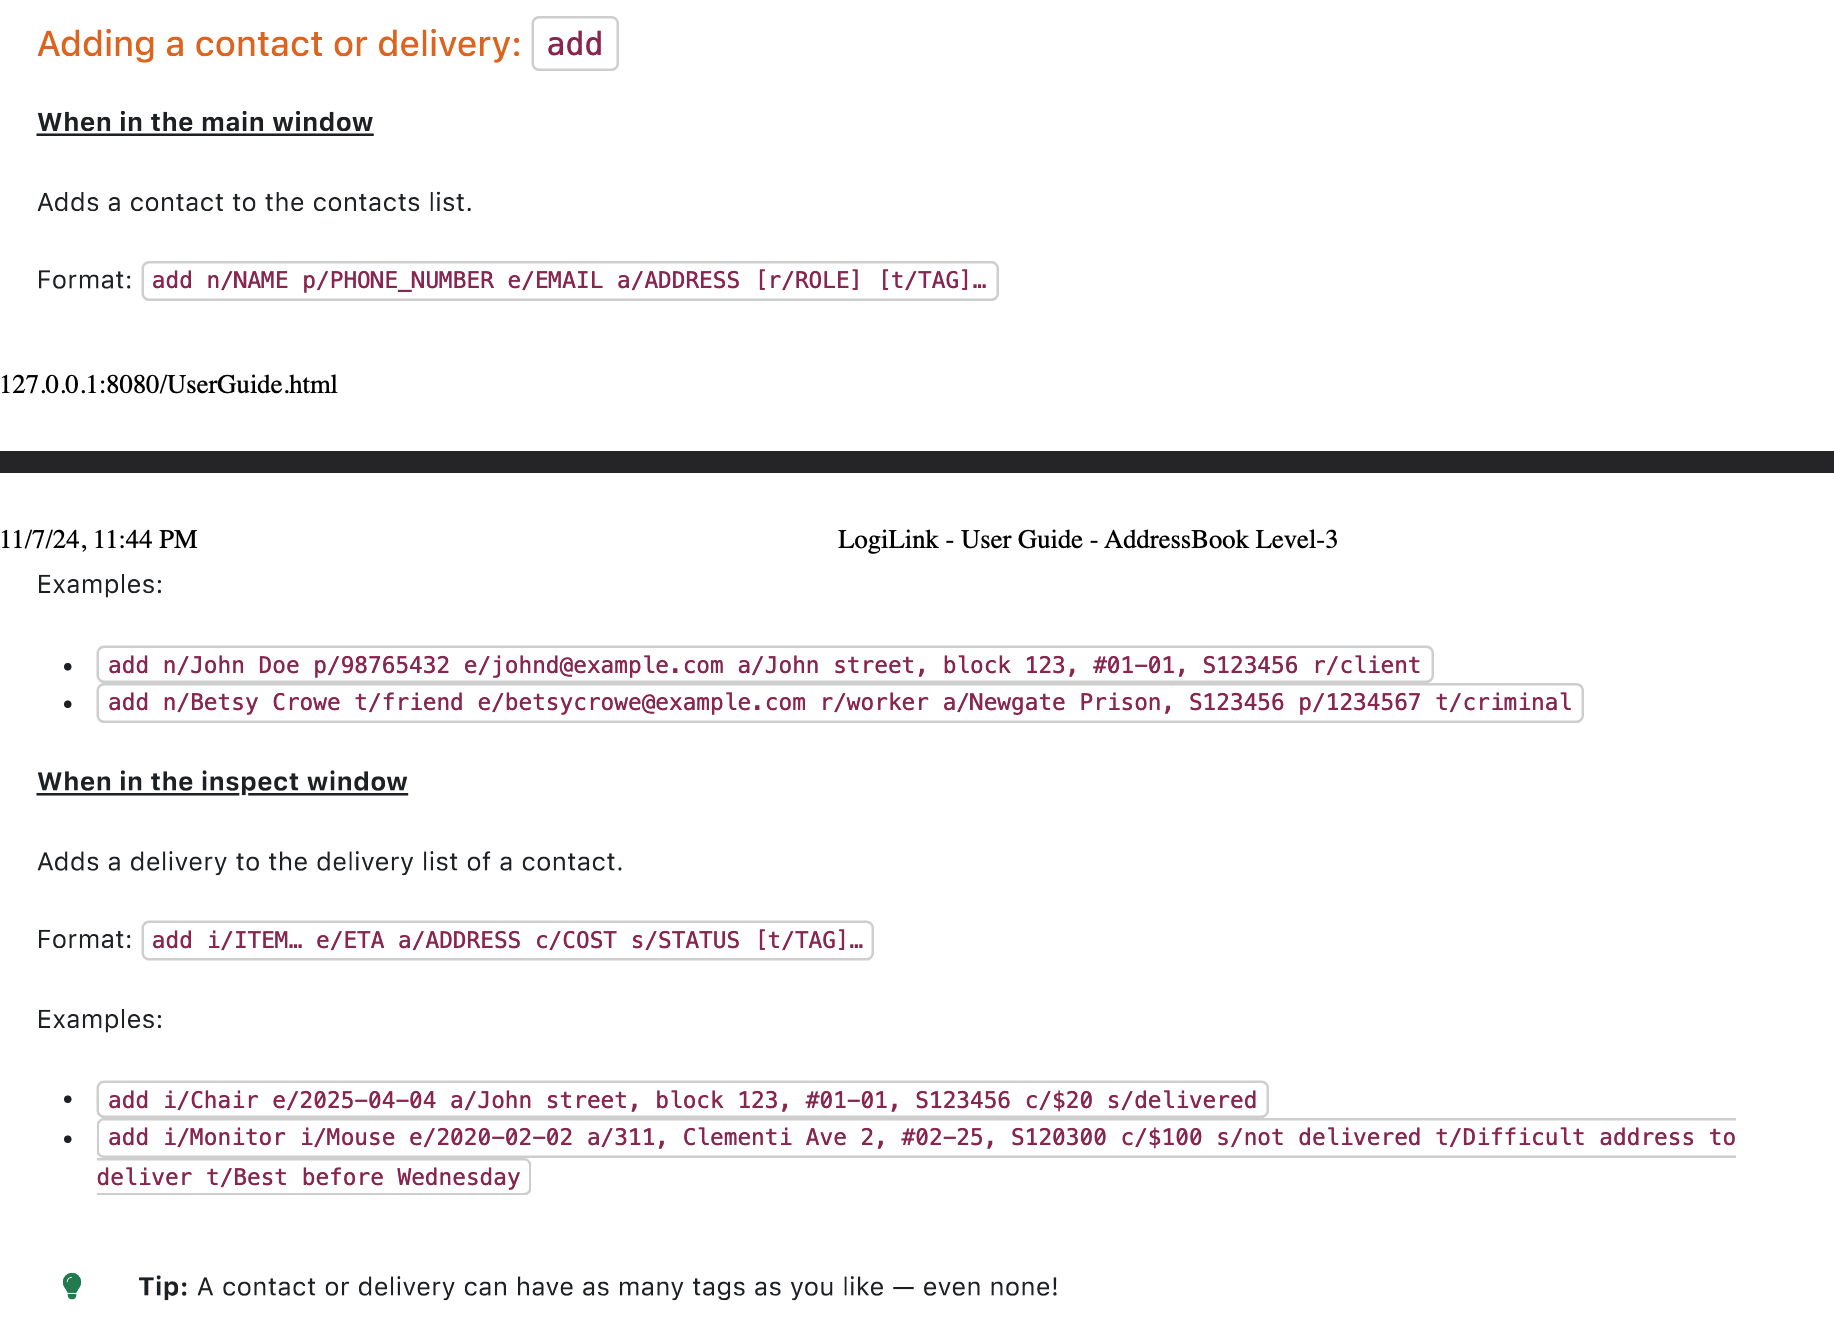 Adding a contact or delivery: add
When in the main window
Adds a contact to the contacts list.
Format: add n/NAME p/PHONE_NUMBER e/EMAIL a/ADDRESS [r/ROLE] [t/TAG]…
127.0.0.1:8080/UserGuide.html
11/7/24, 11:44 PM LogiLink - User Guide - AddressBook Level-3
Examples:
• add n/John Doe p/98765432 e/johnd@example.com a/John street, block 123, #01-01, S123456 r/client
• add n/Betsy Crowe t/friend e/betsycrowe@example.com r/worker a/Newgate Prison, S123456 p/1234567 t/criminal
When in the inspect window
Adds a delivery to the delivery list of a contact.
Format: add i/ITEM… e/ETA a/ADDRESS c/COST s/STATUS [t/TAG]…
Examples:
• add i/Chair e/2025-04-04 a/John street, block 123, #01-01, S123456 c/$20 s/delivered
• add i/Monitor i/Mouse e/2020-02-02 a/311, Clementi Ave 2, #02-25, S120300 c/$100 s/not delivered t/Difficult address to
deliver t/Best before Wednesday
Tip: A contact or delivery can have as many tags as you like — even none!